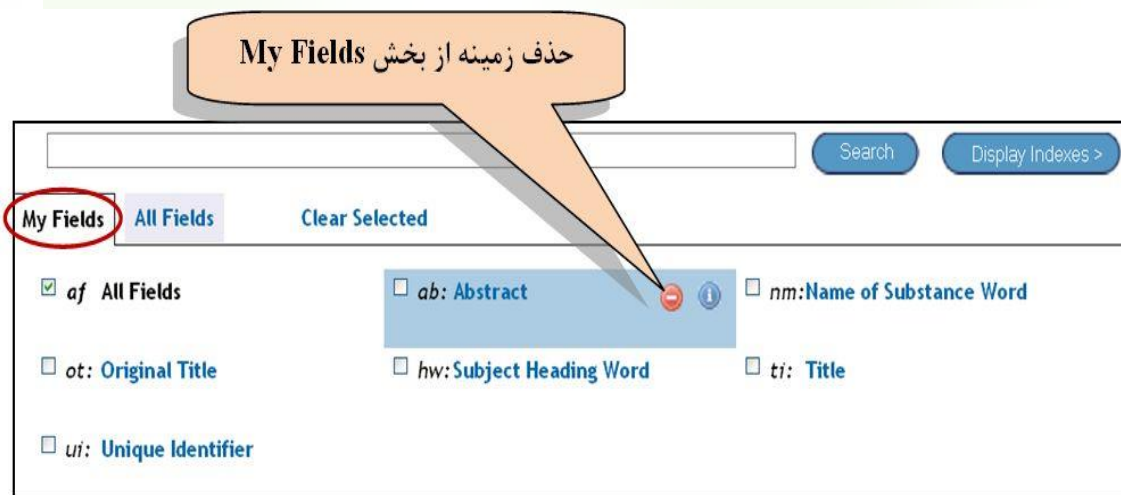 حذف زمینه از بخش My Fields
Search Display Indexes >
My Fields All Fields Clear Selected
af All Fields ab: Abstract nm:Name of Substance Word
ot: Original Title hw:Subject Heading Word ti: Title
ui: Unique Identifier